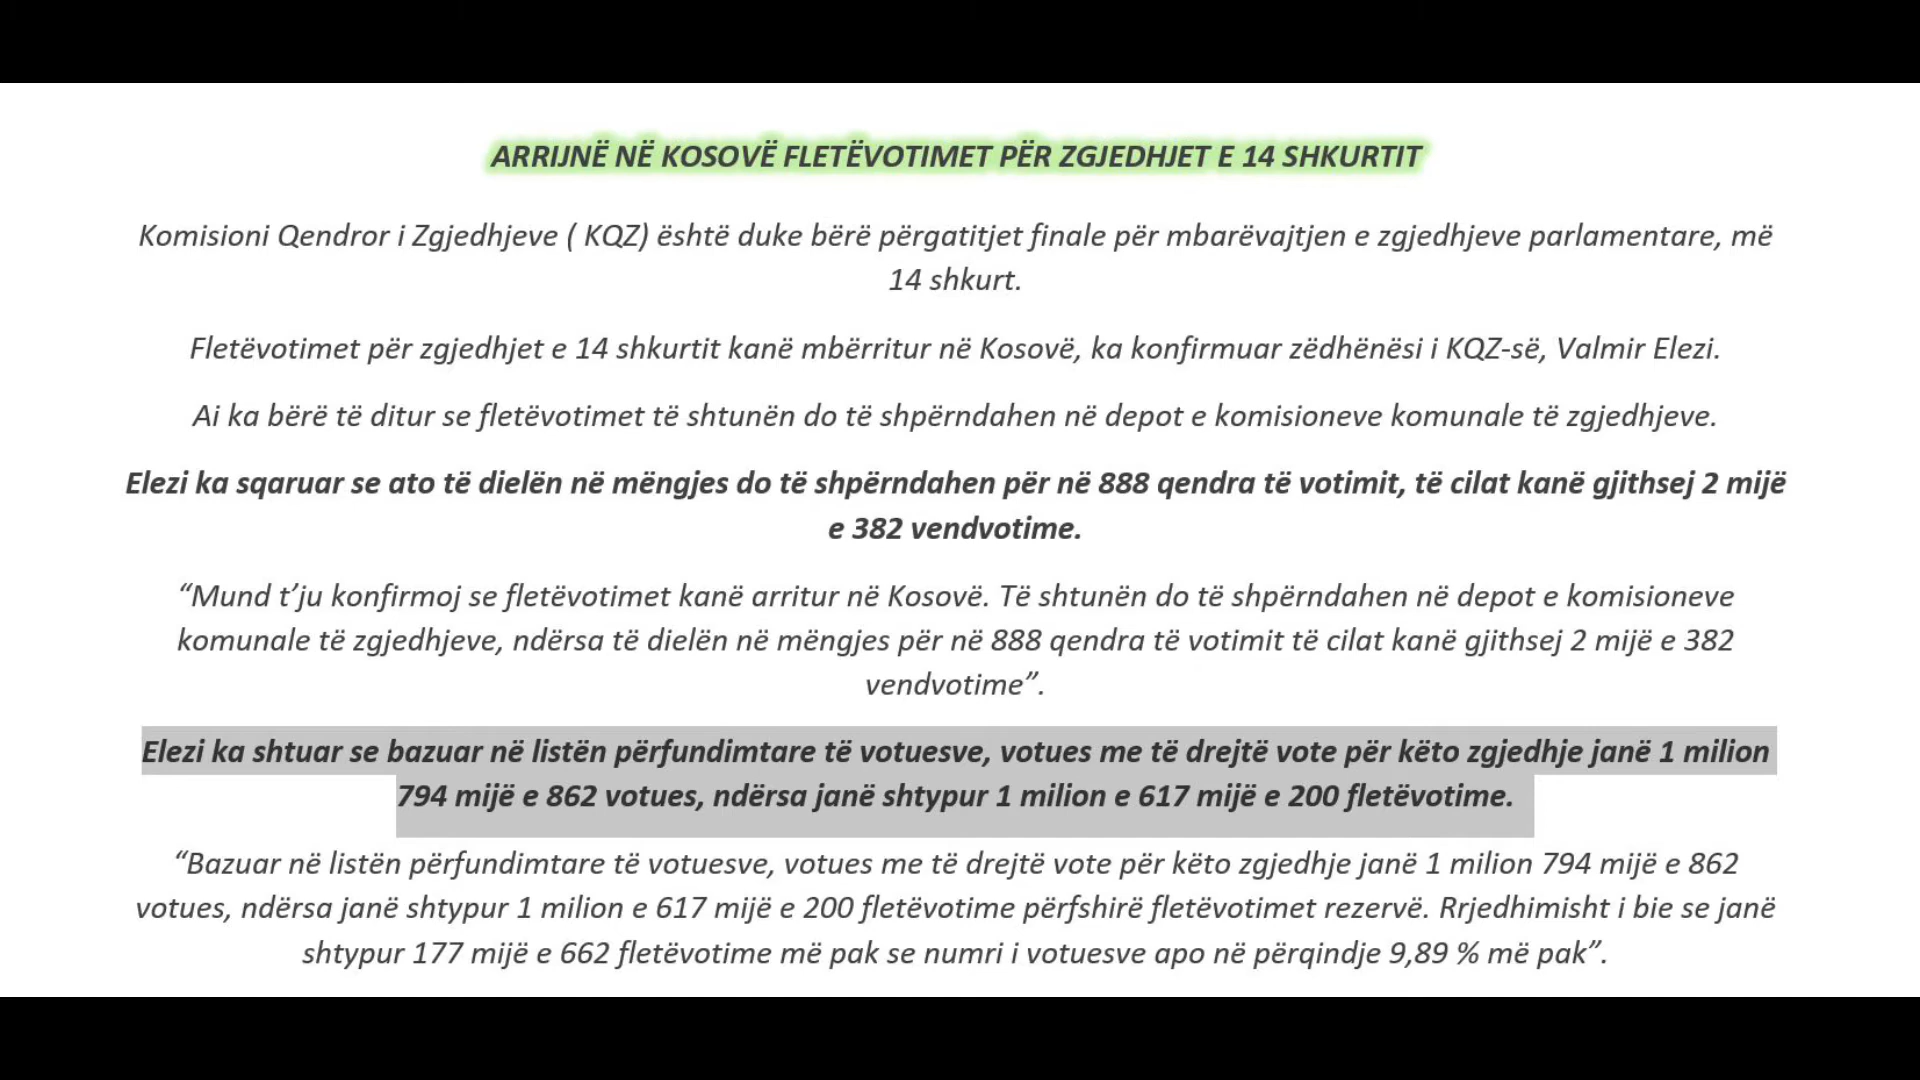 ARRIJNË NË KOSOVË FLETËVOTIMET PËR ZGJEDHJET E 14 SHKURTIT
Komisioni Qendror i Zgjedhjeve ( KQZ) është duke bërë përgatitjet finale për mbarëvajtjen e zgjedhjeve parlamentare, më
14 shkurt.
Fletëvotimet për zgjedhjet e 14 shkurtit kanë mbërritur në Kosovë, ka konfirmuar zëdhënësi i KQZ-së, Valmir Elezi.
Ai ka bërë të ditur se fletëvotimet të shtunën do të shpërndahen në depot e komisioneve komunale të zgjedhjeve.
Elezi ka sqaruar se ato të dielën në mëngjes do të shpërndahen për në 888 qendra të votimit, të cilat kanë gjithsej 2 mijë
e 382 vendvotime.
“Mund t’ju konfirmoj se fletëvotimet kanë arritur në Kosovë. Të shtunën do të shpërndahen në depot e komisioneve
komunale të zgjedhjeve, ndërsa të dielën në mëngjes për në 888 qendra të votimit të cilat kanë gjithsej 2 mijë e 382
vendvotime”.
Elezi ka shtuar se bazuar në listën përfundimtare të votuesve, votues me të drejtë vote për këto zgjedhje janë 1 milion
794 mijë e 862 votues, ndërsa janë shtypur 1 milion e 617 mijë e 200 fletëvotime.
“Bazuar në listën përfundimtare të votuesve, votues me të drejtë vote për këto zgjedhje janë 1 milion 794 mijë e 862
votues, ndërsa janë shtypur 1 milion e 617 mijë e 200 fletëvotime përfshirë fletëvotimet rezervë. Rrjedhimisht i bie se janë
shtypur 177 mijë e 662 fletëvotime më pak se numri i votuesve apo në përqindje 9,89 % më pak”.